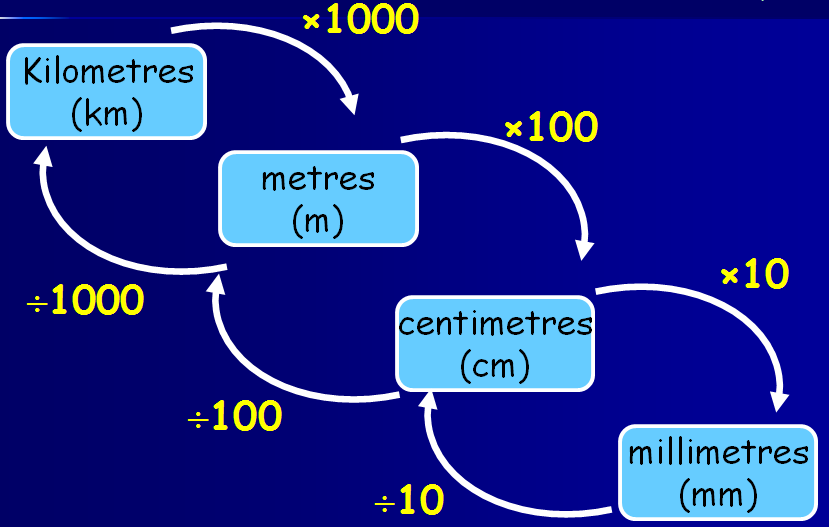 ×1000
Kilometres
(km)
×100
metres
(m)
×10
÷1000
centimetres
(cm)
÷100
millimetres
(mm)
÷10